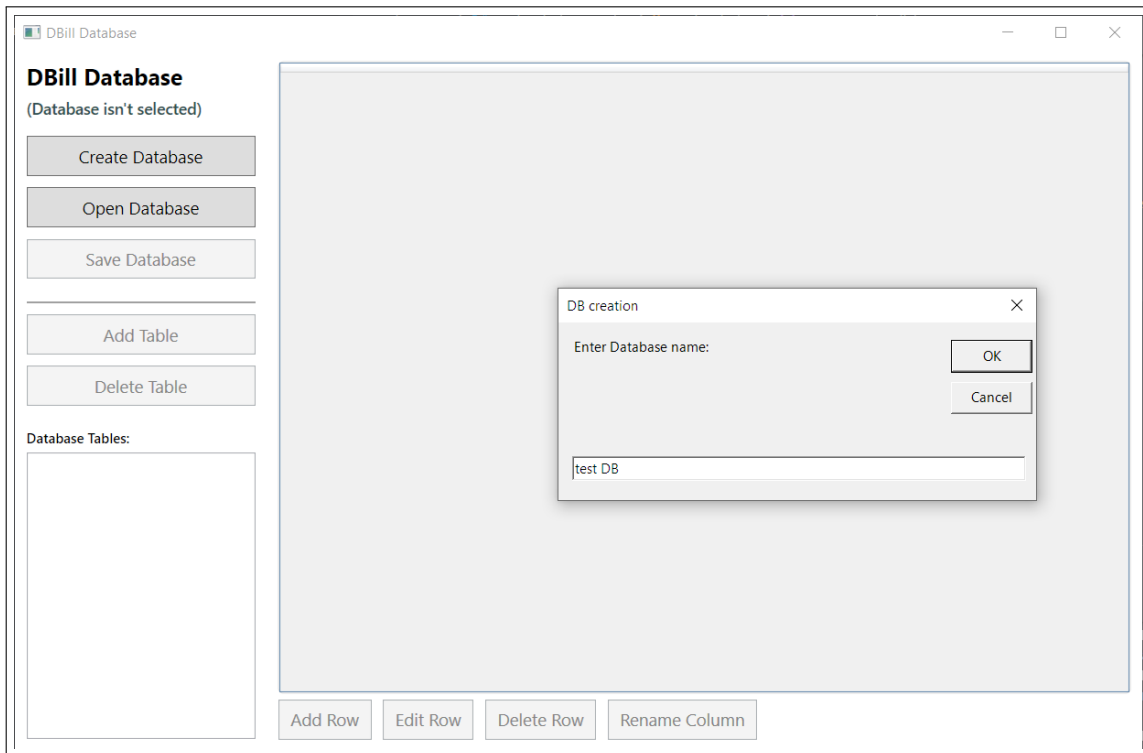 DBill Database
DBill Database
(Database isn't selected)
Create Database
Open Database
Save Database
Add Table
Delete Table
Database Tables:
DB creation
Enter Database name:
OK
Cancel
test DB
Add Row
Edit Row
Delete Row
Rename Column